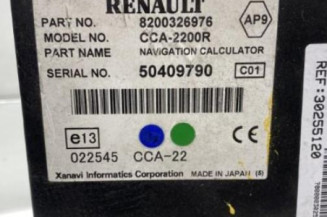 RENAULT
PART NO. 8200326976 AP9
MODEL NO. CCA-2200R
PART NAME NAVIGATION CALCULATOR
SERIAL NO. 50409790 C01
e13
022545 CCA-22 CE
Xanavi Informatics Corporation MADE IN JAPAN (S)
REF:30255120